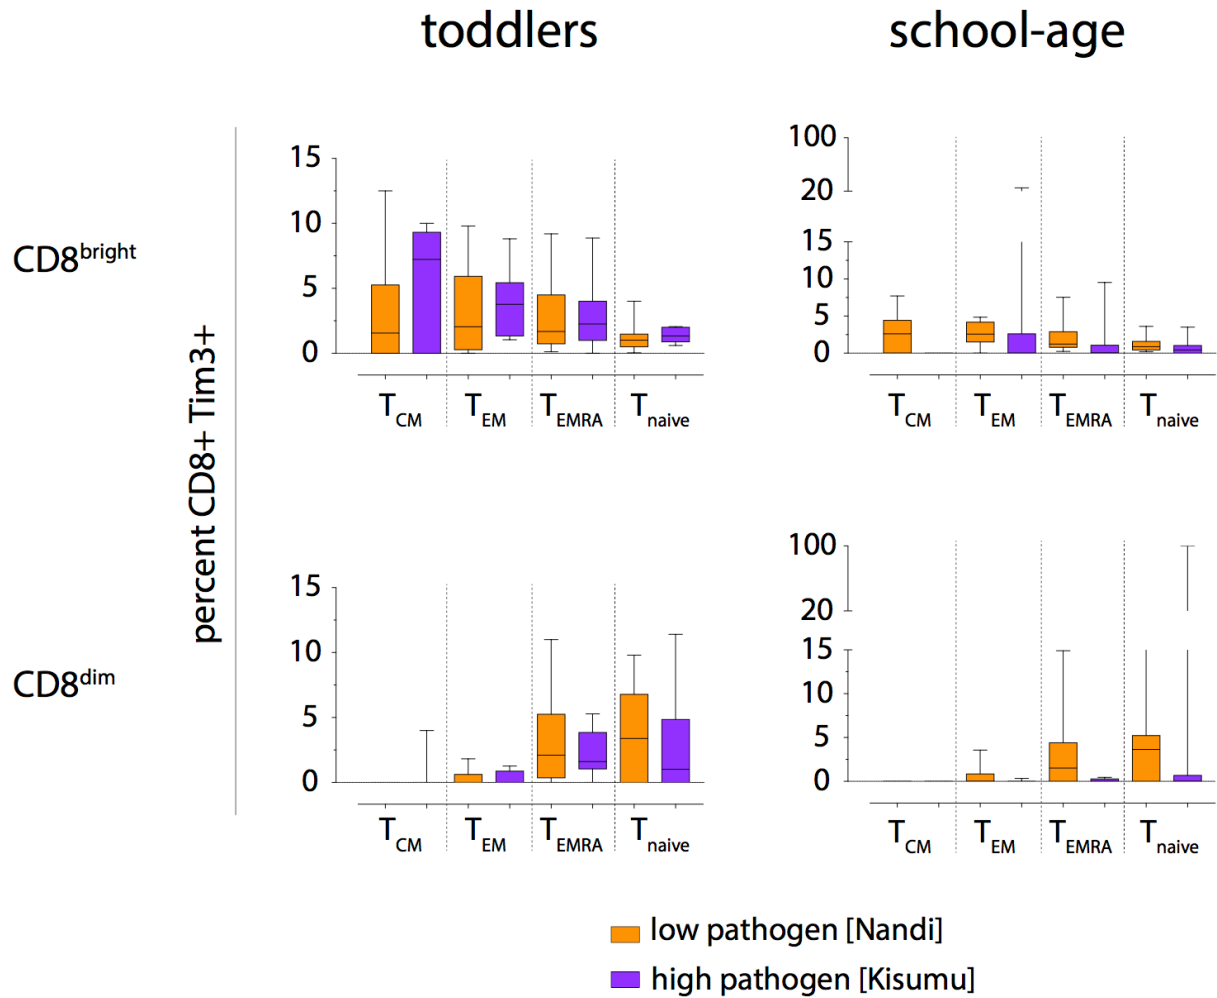 toddlers school-age
CD8bright
percent CD8+ Tim3+
15
10
5
0
TCM TEM TEMRA Tnaive
100
20
15
10
5
0
TCM TEM TEMRA Tnaive
CD8dim
15
10
5
0
TCM TEM TEMRA Tnaive
100
20
15
10
5
0
TCM TEM TEMRA Tnaive
low pathogen [Nandi]
high pathogen [Kisumu]